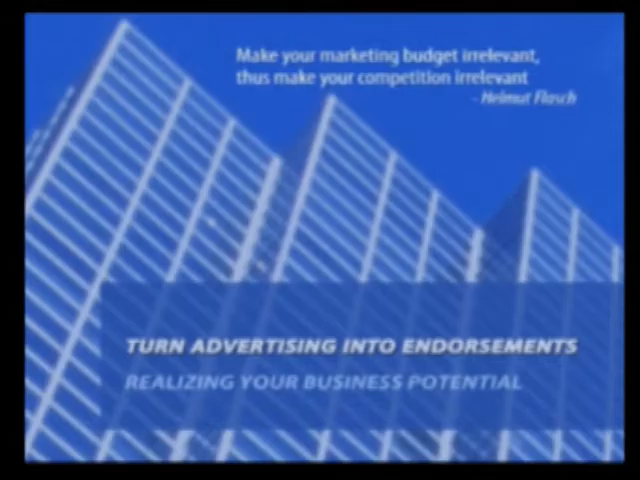 Make your marketing budget irrelevant,
thus make your competition irrelevant
- Helmut Flasch
TURN ADVERTISING INTO ENDORSEMENTS
REALIZING YOUR BUSINESS POTENTIAL